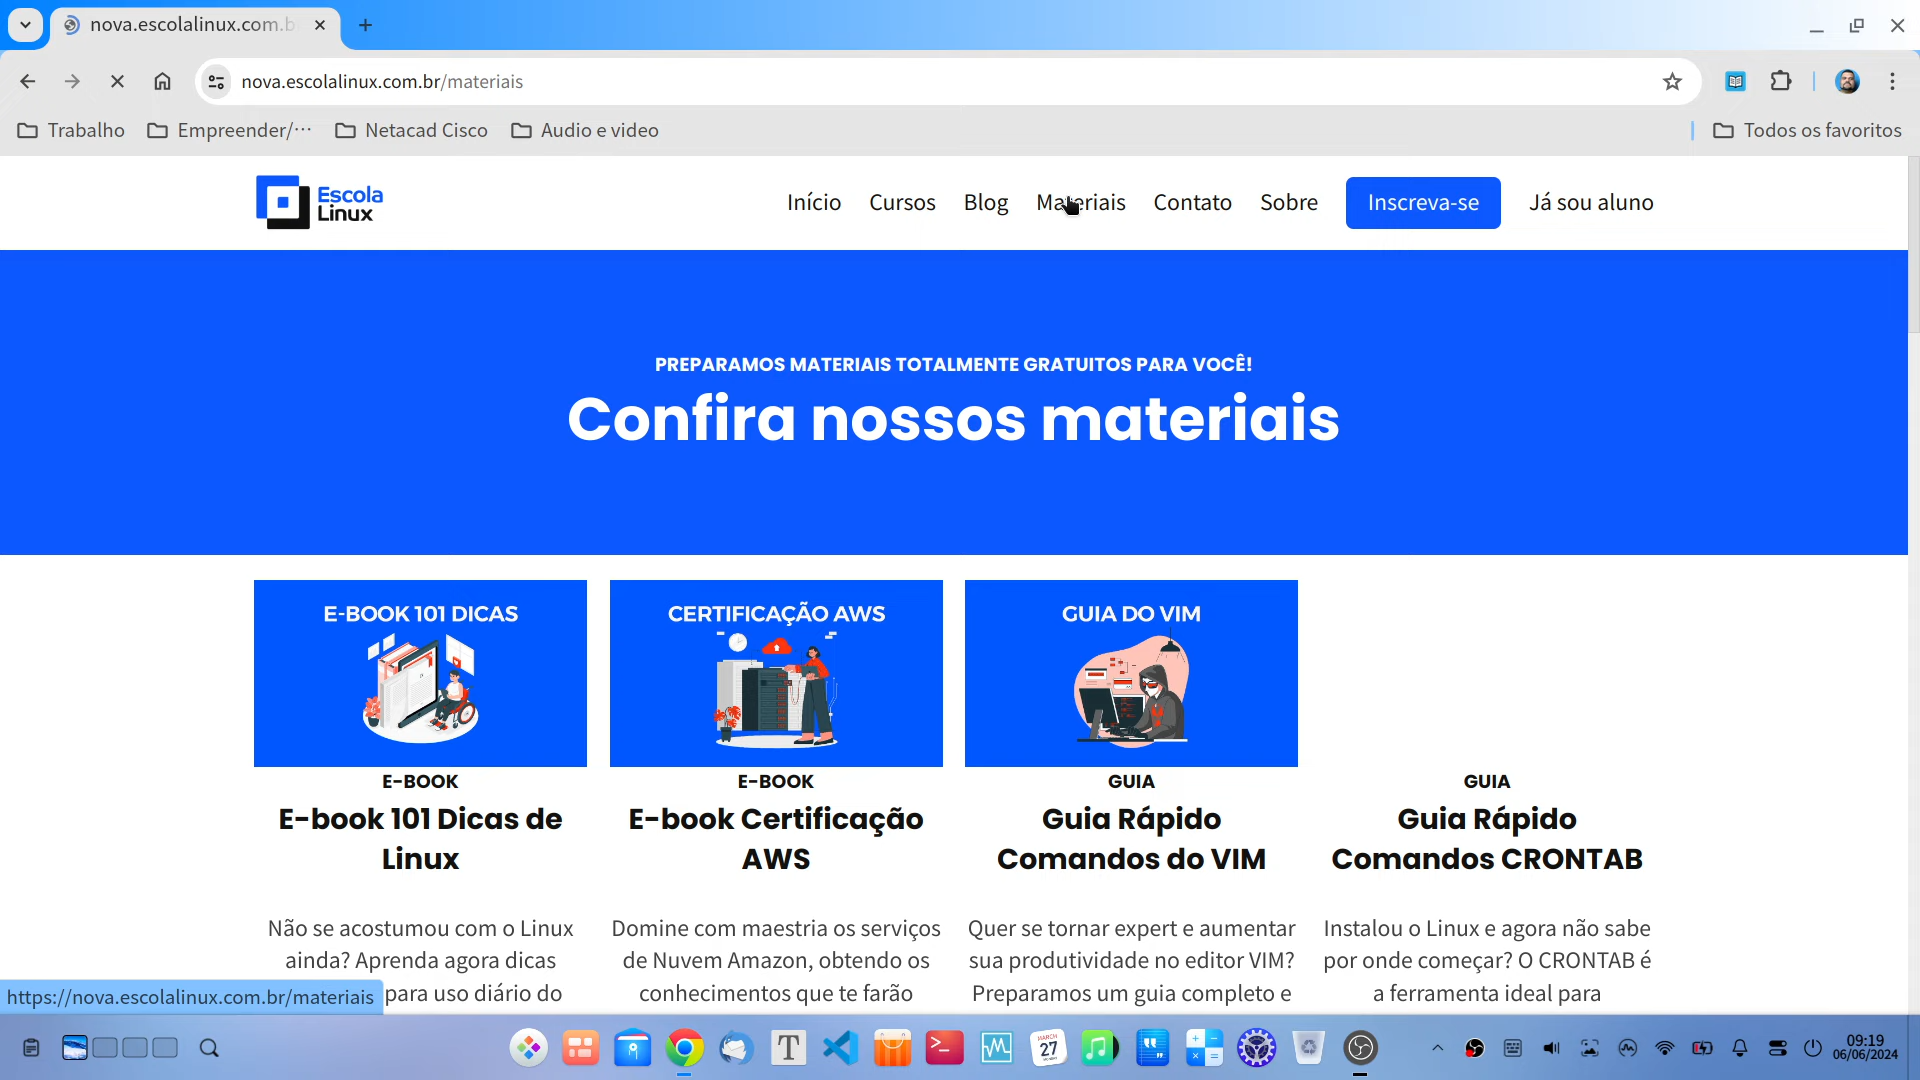 nova.escolalinux.com.b
nova.escolalinux.com.br/materiais
Trabalho
Empreender/⋯
Netacad Cisco
Audio e video
Todos os favoritos
Escola
Linux
Início
Cursos
Blog
Materiais
Contato
Sobre
Inscreva-se
Já sou aluno
PREPARAMOS MATERIAIS TOTALMENTE GRATUITOS PARA VOCÊ!
Confira nossos materiais
E-BOOK 101 DICAS
E-BOOK
E-book 101 Dicas de
Linux
Não se acostumou com o Linux
ainda? Aprenda agora dicas
para uso diário do
CERTIFICAÇÃO AWS
E-BOOK
E-book Certificação
AWS
Domine com maestria os serviços
de Nuvem Amazon, obtendo os
conhecimentos que te farão
GUIA DO VIM
GUIA
Guia Rápido
Comandos do VIM
Quer se tornar expert e aumentar
sua produtividade no editor VIM?
Preparamos um guia completo e
GUIA
Guia Rápido
Comandos CRONTAB
Instalou o Linux e agora não sabe
por onde começar? O CRONTAB é
a ferramenta ideal para
https://nova.escolalinux.com.br/materiais
T
MARCH
27
09:19
06/06/2024